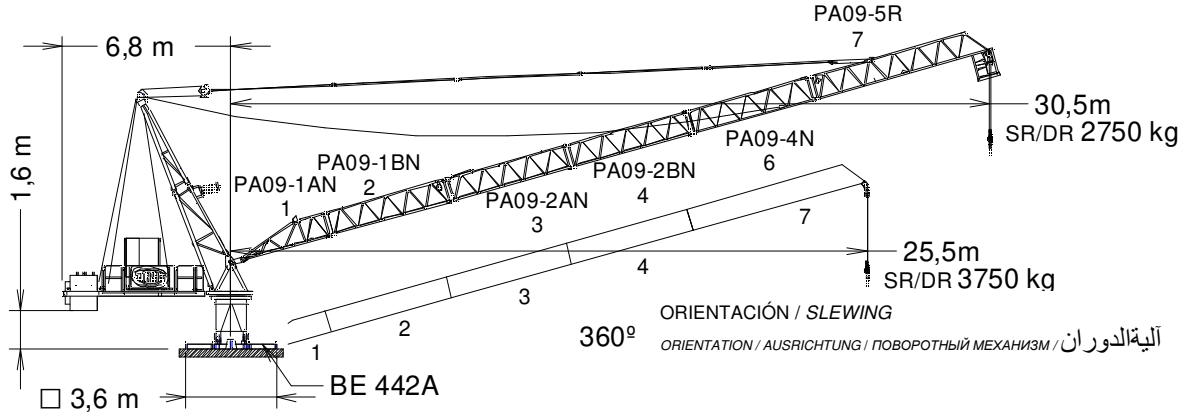 PA09-5R
7
6,8 m
30,5m
SR/DR 2750 kg
PA09-4N
6
PA09-1BN
2
PA09-2BN
4
PA09-1AN
1
PA09-2AN
3
1,6 m
7
25,5m
SR/DR 3750 kg
4
3
2
1
ORIENTACIÓN / SLEWING
360º
ORIENTATION / AUSRICHTUNG / ПОВОРОТНЫЙ МЕХАНИЗМ / آلية الدوران
BE 442A
□ 3,6 m